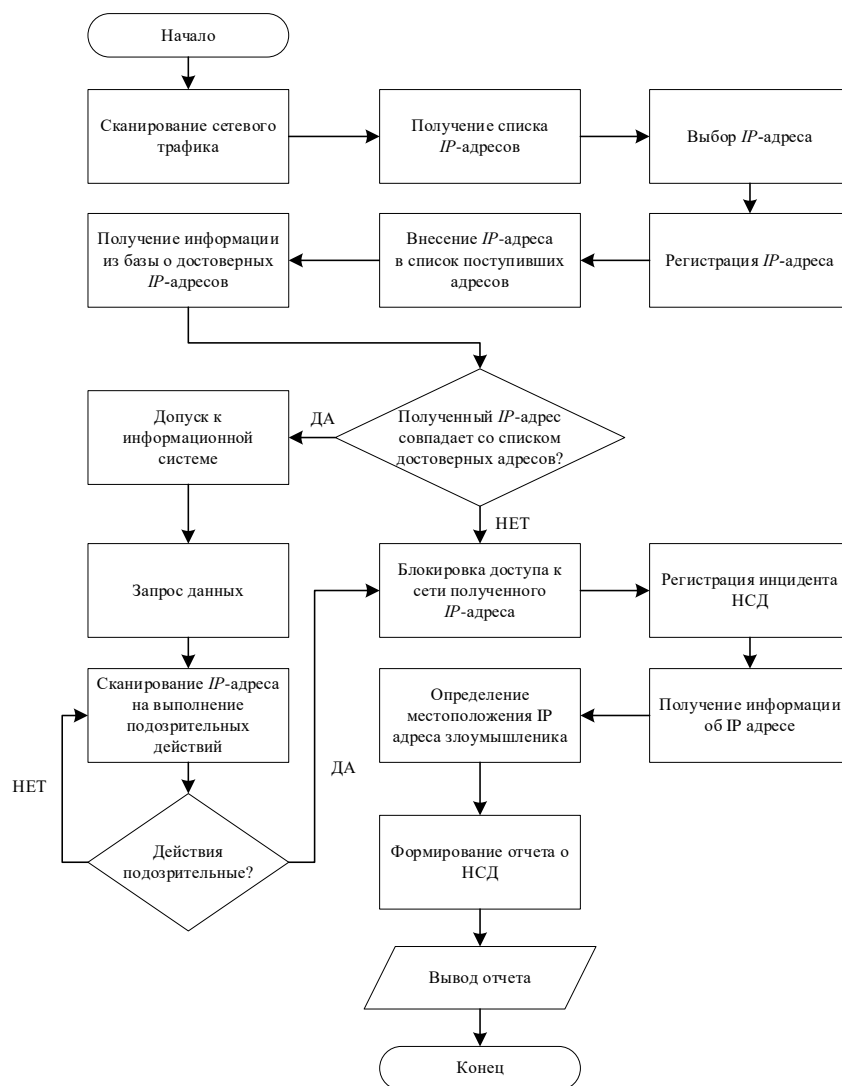 Начало
Сканирование сетевого
трафика
Получение списка
IP-адресов
Выбор IP-адреса
Получение информации
из базы о достоверных
IP-адресов
Внесение IP-адреса
в список поступивших
адресов
Регистрация IP-адреса
Допуск к
информационной
системе
ДА
Полученный IP-адрес
совпадает со списком
достоверных адресов?
НЕТ
Запрос данных
Блокировка доступа к
сети полученного
IP-адреса
Регистрация инцидента
НСД
Сканирование IP-адреса
на выполнение
подозрительных
действий
Определение
местоположения IP
адреса злоумышленика
Получение информации
об IP адресе
НЕТ
ДА
Действия
подозрительные?
Формирование отчета о
НСД
Вывод отчета
Конец